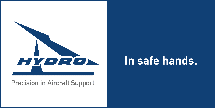 HYDRO
Precision in Aircraft Support
In safe hands.